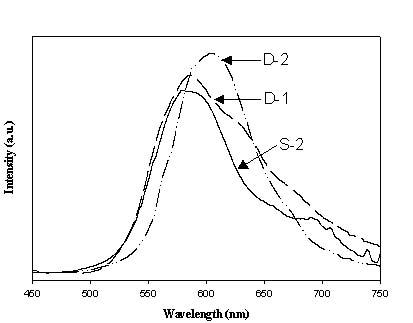 D-2
D-1
S-2
Intensity (a.u.)
450 500 550 600 650 700 750
Wavelength (nm)